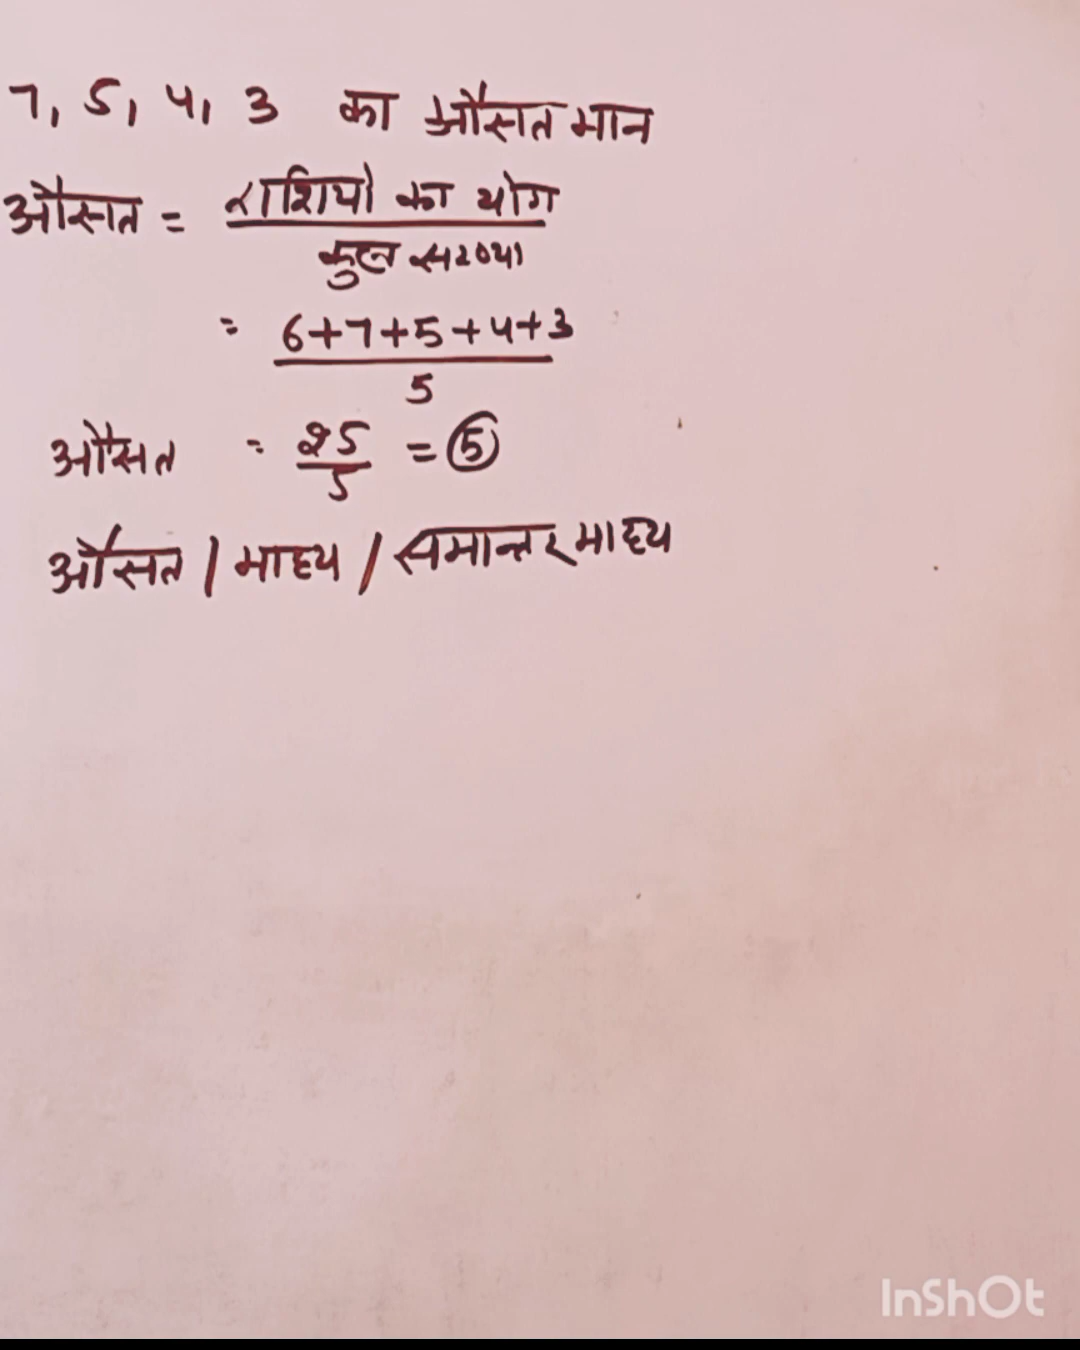 7, 5, 4, 3 का औसत मान
औसत = राशियो का योग
कुल संख्या
= 6+7+5+4+3
5
औसत = 25 = 5
5
औसत / माध्य / समान्तर माध्य
InShOt